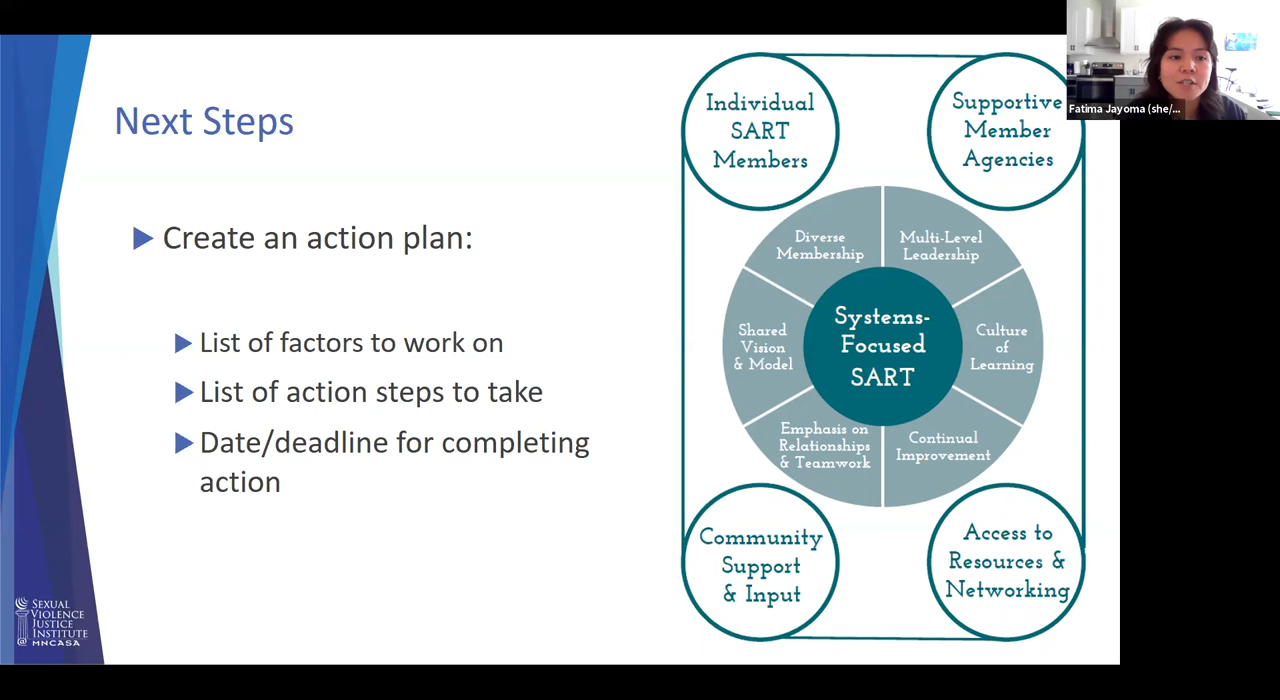 Next Steps
Create an action plan:
List of factors to work on
List of action steps to take
Date/deadline for completing
action
Individual
SART
Members
Supportive
Member
Agencies
Diverse
Membership
Multi-Level
Leadership
Shared
Vision
& Model
Systems-
Focused
SART
Culture
of
Learning
Emphasis on
Relationships
& Teamwork
Continual
Improvement
Community
Support
& Input
Access to
Resources &
Networking
SEXUAL
VIOLENCE
JUSTICE
INSTITUTE
@ MNCASA
Fatima Jayoma (she/...